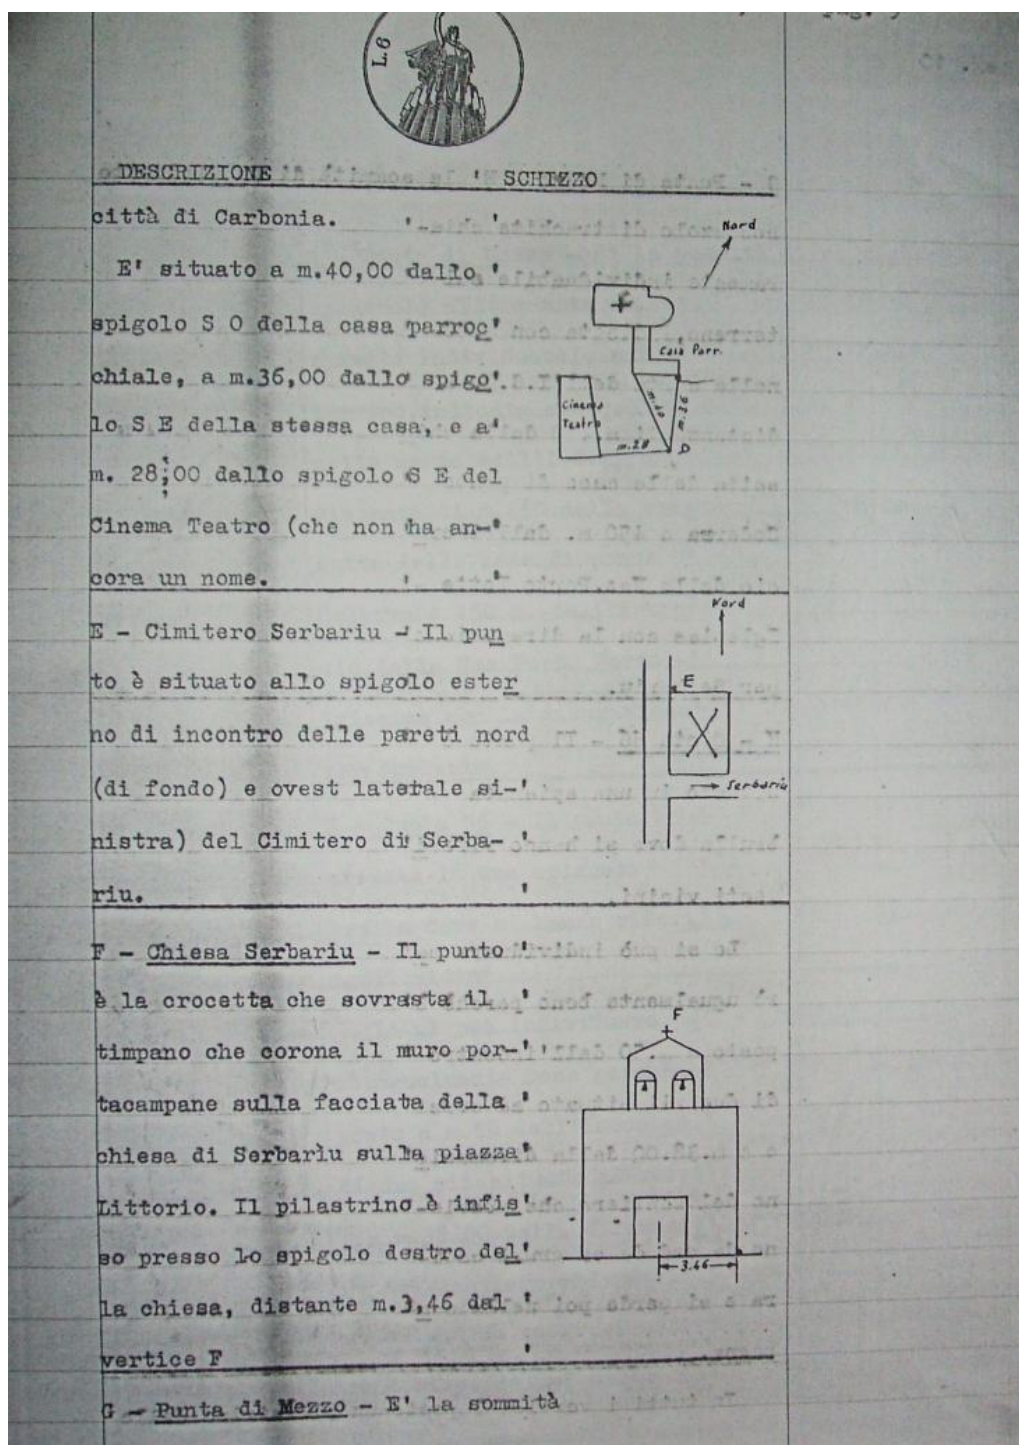 L.6
DESCRIZIONE ' SCHIZZO
città di Carbonia. ' '
E' situato a m.40,00 dallo '
spigolo S O della casa parroc'
chiale, a m.36,00 dallo spigo'
lo S E della stessa casa, e a'
m. 28,00 dallo spigolo S E del
Cinema Teatro (che non ha an-'
cora un nome. ' '
Nord
Casa Parr.
Cinema
Teatro
m.40
m.36
m.28
D
E - Cimitero Serbariu - Il pun
to è situato allo spigolo ester
no di incontro delle pareti nord
(di fondo) e ovest laterale si-'
nistra) del Cimitero di Serba- '
riu. '
Nord
E
Serbariu
F - Chiesa Serbariu - Il punto '
è la crocetta che sovrasta il '
timpano che corona il muro por-'
tacampane sulla facciata della '
chiesa di Serbariu sulla piazza'
Littorio. Il pilastrino è infis'
so presso lo spigolo destro del'
la chiesa, distante m.3,46 dal '
vertice F '
F
3.46
G - Punta di Mezzo - E' la sommità